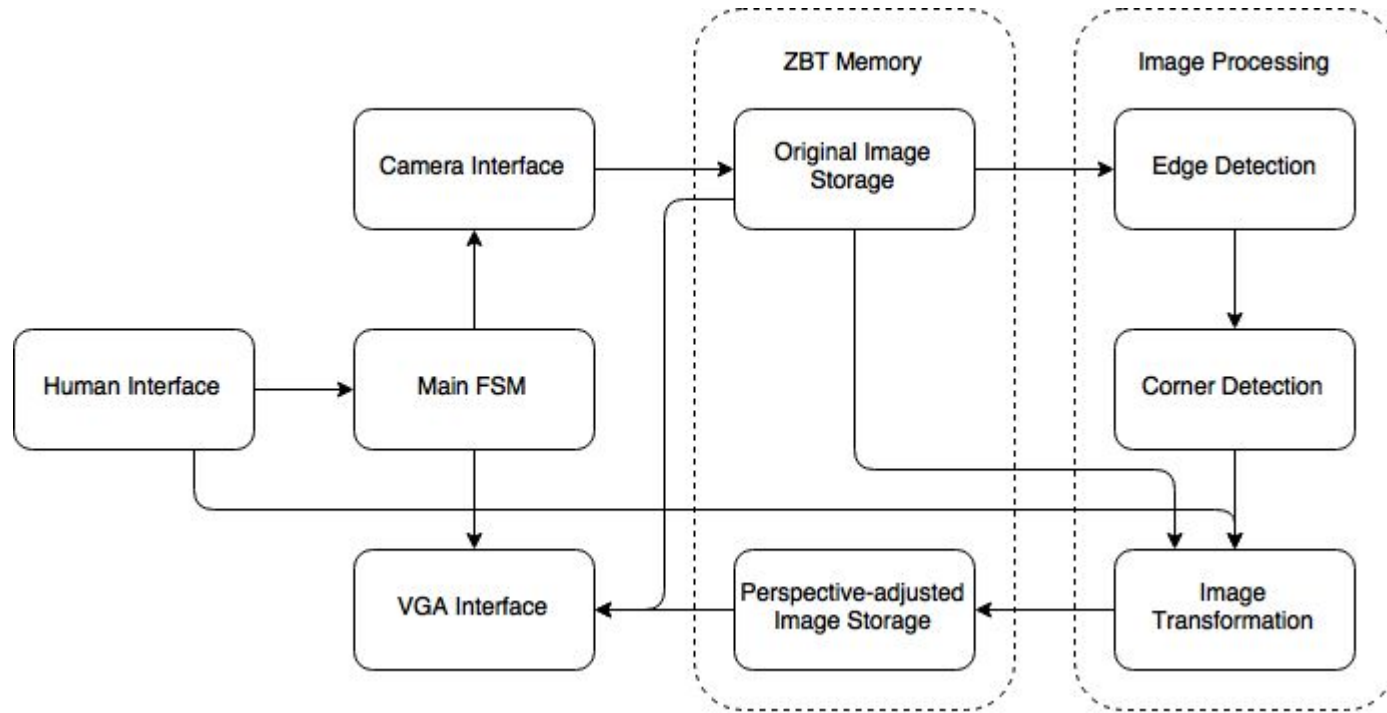 ZBT Memory
Image Processing
Camera Interface
Original Image
Storage
Edge Detection
Human Interface
Main FSM
Corner Detection
VGA Interface
Perspective-adjusted
Image Storage
Image
Transformation